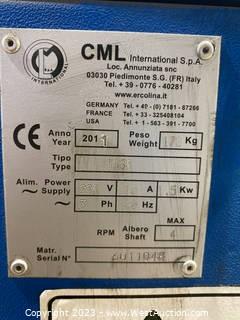 CML International S.p.A.
Loc. Annunziata snc
03030 Piedimonte S.G. (FR) Italy
Tel. + 39 - 0776 - 40281
www.ercolina.it
CML
INTERNATIONAL
GERMANY Tel + 49 - (0) 7181 - 87266
FRANCE Tel + 33 - 325408104
USA Tel + 1 - 563 - 391 - 7700
CE
Anno Year 2011 Peso Weight Kg
Tipo Type
Alim. Power Supply V A Kw
Ph Hz
MAX
RPM Albero Shaft 4
Matr. Serial N°
Copyright © 2023 - WestAuction.com